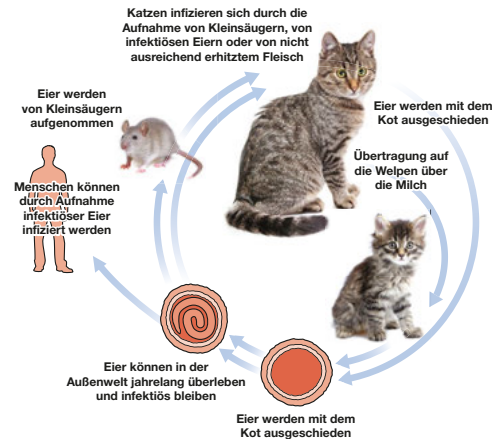 Katzen infizieren sich durch die
Aufnahme von Kleinsäugern, von
infektiösen Eiern oder von nicht
ausreichend erhitztem Fleisch
Eier werden
von Kleinsäugern
aufgenommen
Eier werden mit dem
Kot ausgeschieden
Übertragung auf
die Welpen über
die Milch
Menschen können
durch Aufnahme
infektiöser Eier
infiziert werden
Eier können in der
Außenwelt jahrelang überleben
und infektiös bleiben
Eier werden mit dem
Kot ausgeschieden